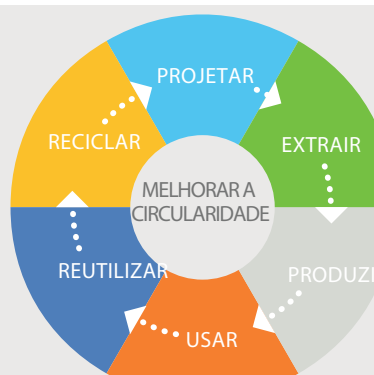 PROJETAR
EXTRAIR
PRODUZI
USAR
REUTILIZAR
RECICLAR
MELHORAR A
CIRCULARIDADE